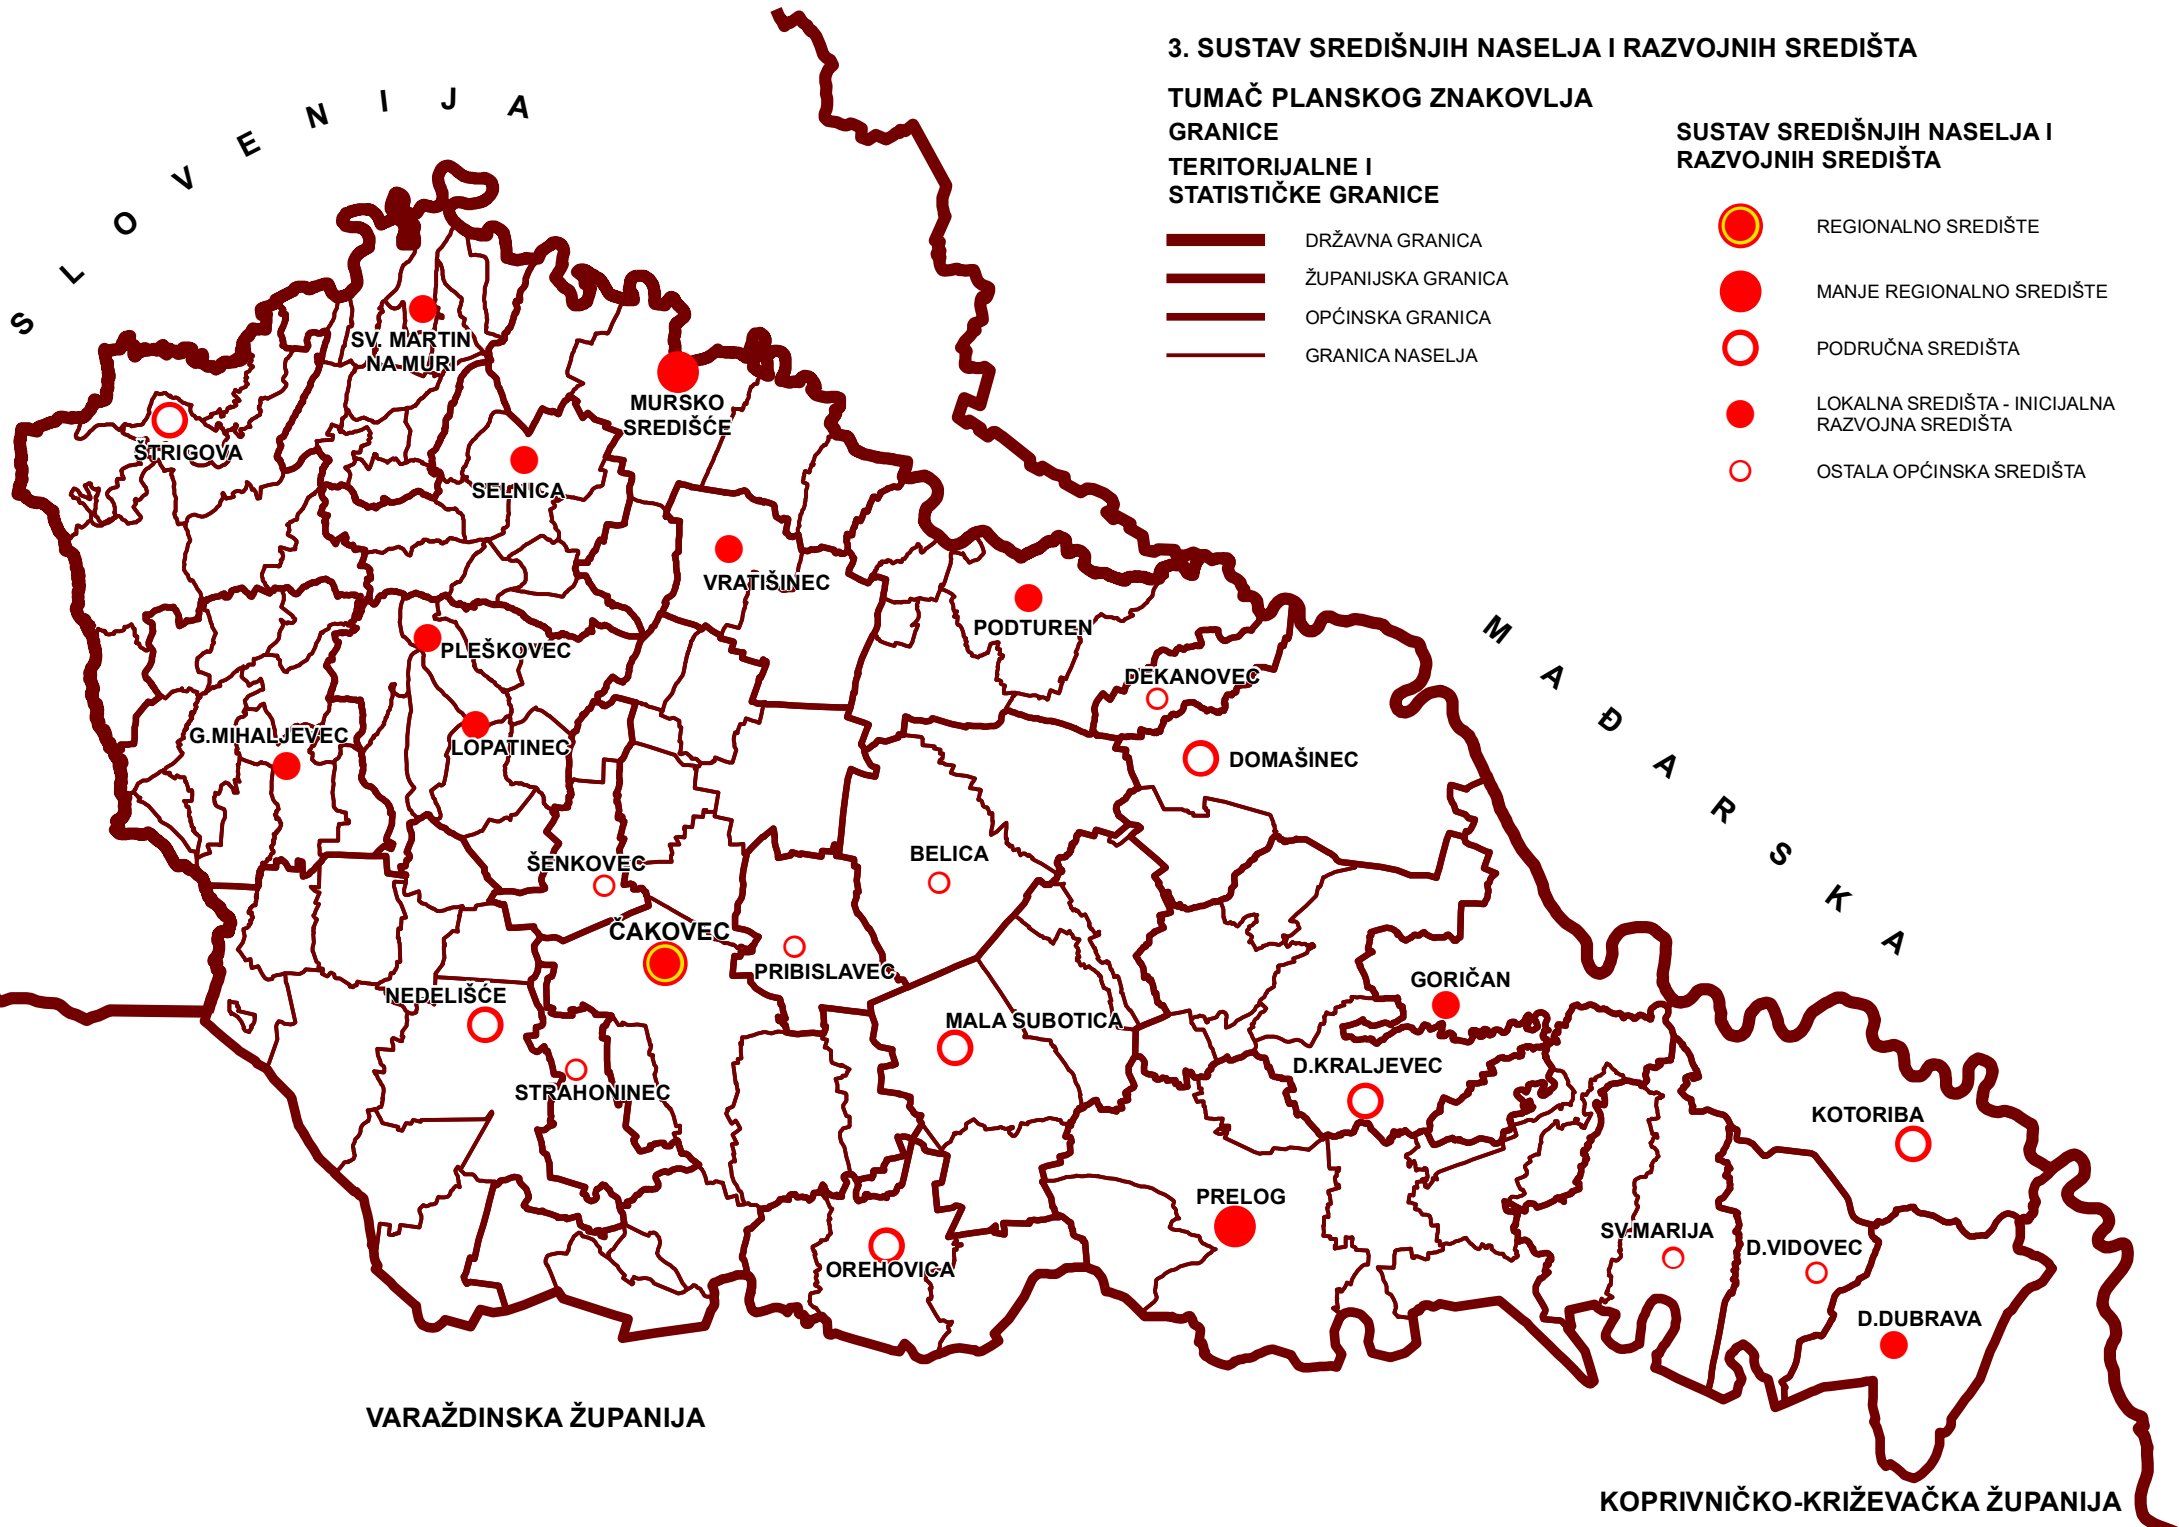 3. SUSTAV SREDIŠNJIH NASELJA I RAZVOJNIH SREDIŠTA
TUMAČ PLANSKOG ZNAKOVLJA
GRANICE
TERITORIJALNE I
STATISTIČKE GRANICE
DRŽAVNA GRANICA
ŽUPANIJSKA GRANICA
OPĆINSKA GRANICA
GRANICA NASELJA
SUSTAV SREDIŠNJIH NASELJA I
RAZVOJNIH SREDIŠTA
REGIONALNO SREDIŠTE
MANJE REGIONALNO SREDIŠTE
PODRUČNA SREDIŠTA
LOKALNA SREDIŠTA - INICIJALNA
RAZVOJNA SREDIŠTA
OSTALA OPĆINSKA SREDIŠTA
SLOVENIJA
SV. MARTIN
NA MURI
MURSKO
SREDIŠĆE
ŠTRIGOVA
SELNICA
VRATIŠINEC
PODTUREN
PLEŠKOVEC
DEKANOVEC
MAĐARSKA
G.MIHALJEVEC
LOPATINEC
DOMAŠINEC
ŠENKOVEC
BELICA
ČAKOVEC
PRIBISLAVEC
GORIČAN
NEDELIŠĆE
MALA SUBOTICA
STRAHONINEC
D.KRALJEVEC
KOTORIBA
PRELOG
SV.MARIJA
D.VIDOVEC
OREHOVICA
D.DUBRAVA
VARAŽDINSKA ŽUPANIJA
KOPRIVNIČKO-KRIŽEVAČKA ŽUPANIJA